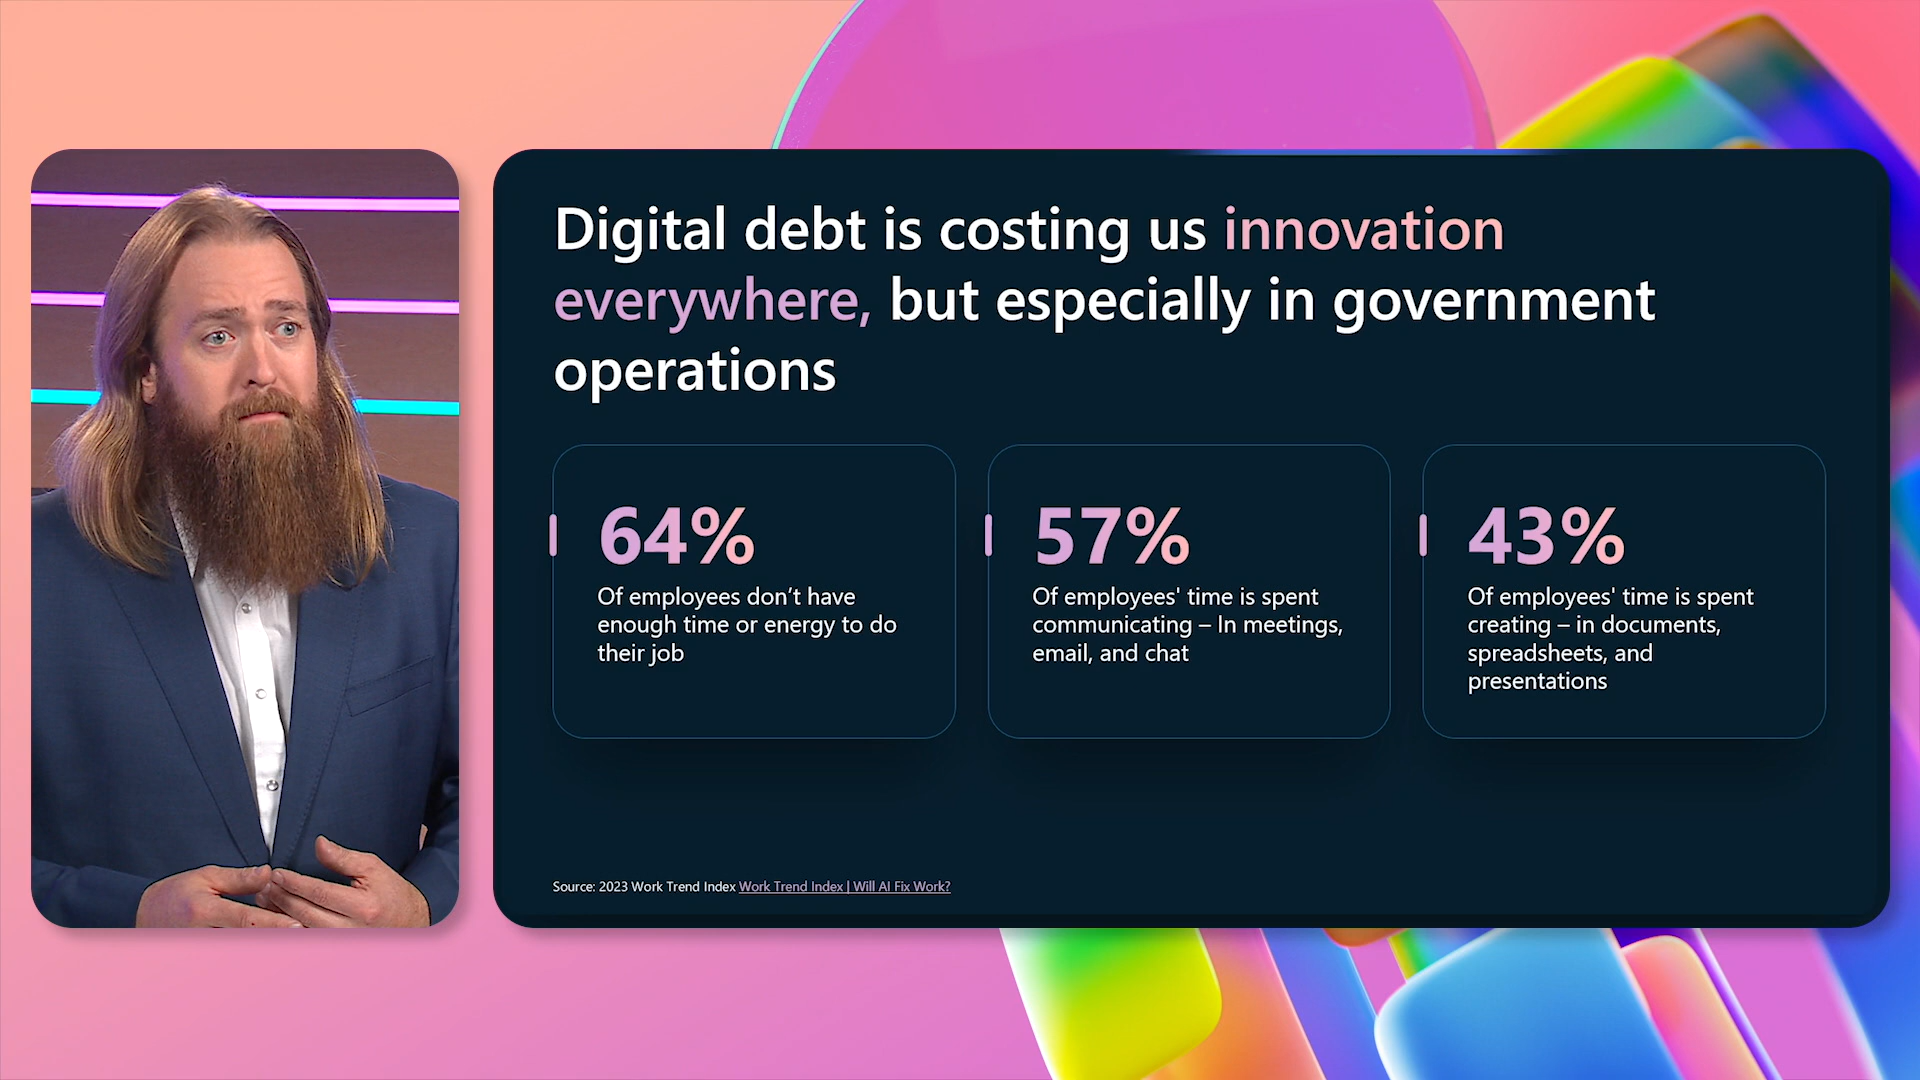 Digital debt is costing us innovation
everywhere, but especially in government
operations
64%
Of employees don’t have
enough time or energy to do
their job
57%
Of employees' time is spent
communicating – In meetings,
email, and chat
43%
Of employees' time is spent
creating – in documents,
spreadsheets, and
presentations
Source: 2023 Work Trend Index Work Trend Index | Will AI Fix Work?